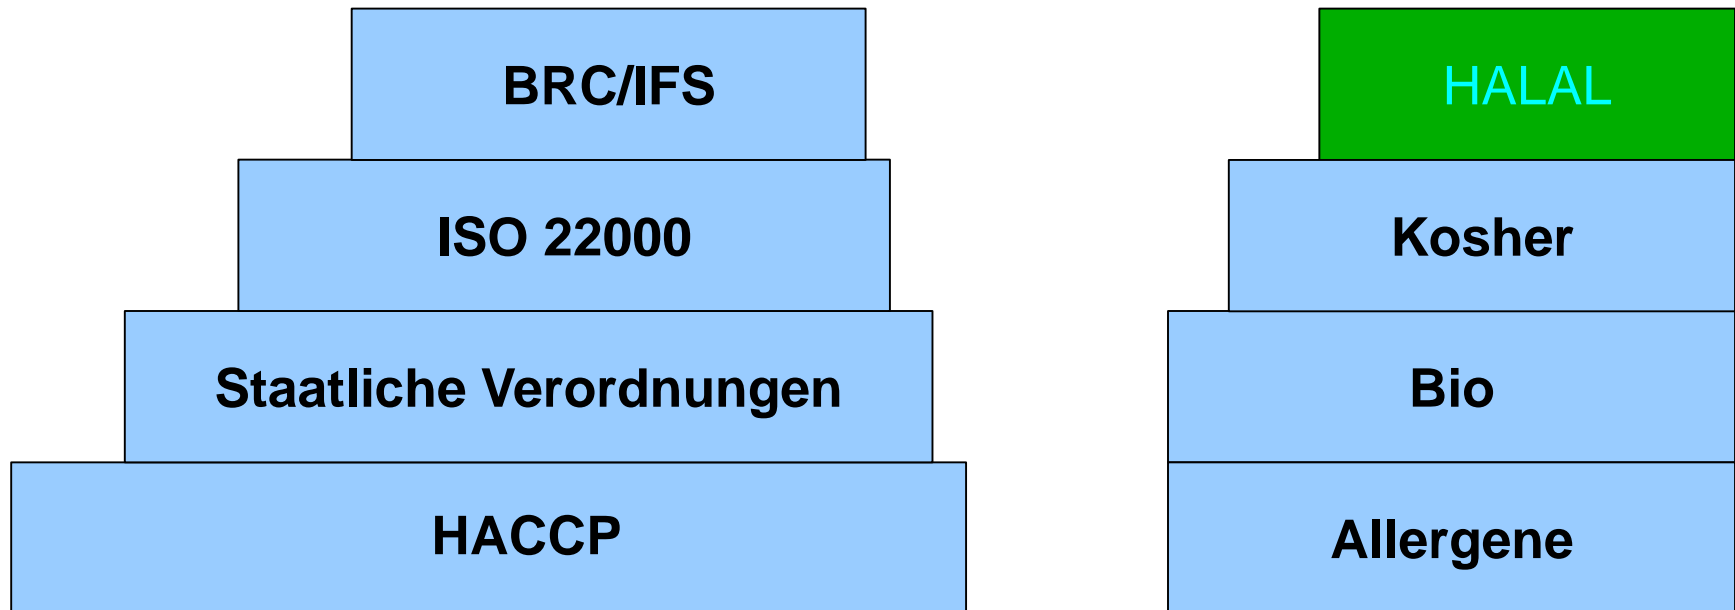 BRC/IFS
ISO 22000
Staatliche Verordnungen
HACCP
HALAL
Kosher
Bio
Allergene